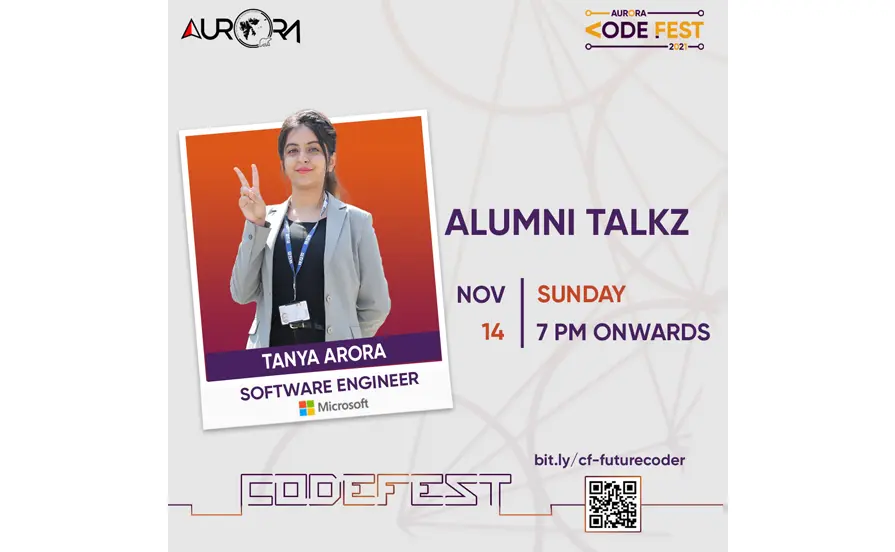 AURORA
AURORA
CODE FEST
2021
ALUMNI TALKZ
NOV
14
SUNDAY
7 PM ONWARDS
TANYA ARORA
SOFTWARE ENGINEER
Microsoft
bit.ly/cf-futurecoder
CODEFEST